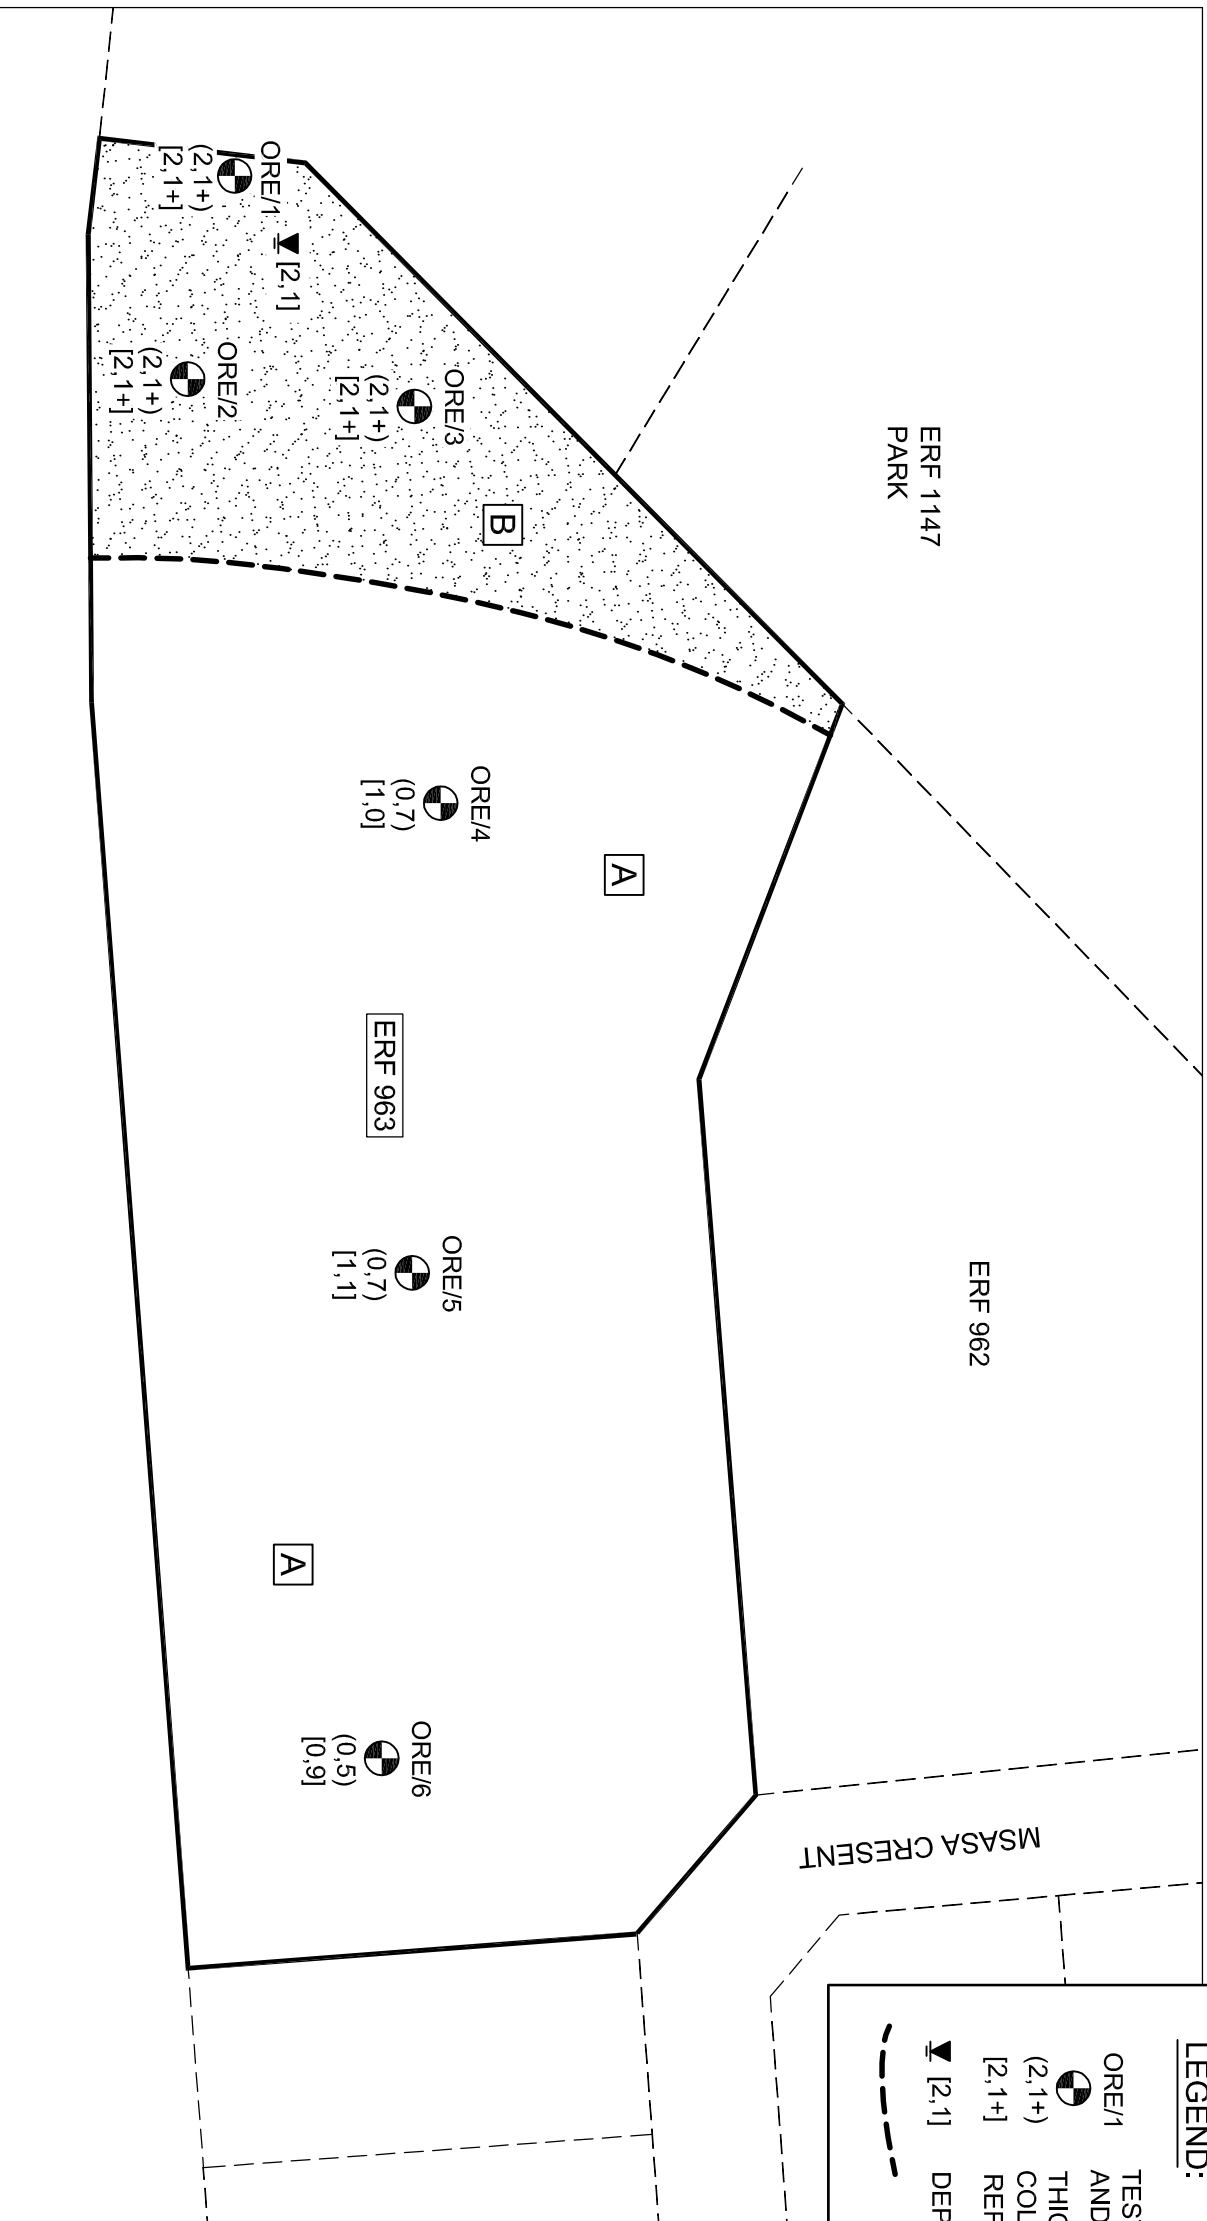 ERF 1147
PARK
ERF 962
MSASA CRESENT
ORE/1
(2,1+)
[2,1+]
[2,1]
ORE/2
(2,1+)
[2,1+]
ORE/3
(2,1+)
[2,1+]
B
ORE/4
(0,7)
[1,0]
A
ERF 963
ORE/5
(0,7)
[1,1]
A
ORE/6
(0,5)
[0,9]
LEGEND:
ORE/1
(2,1+)
[2,1+]
[2,1]
AND